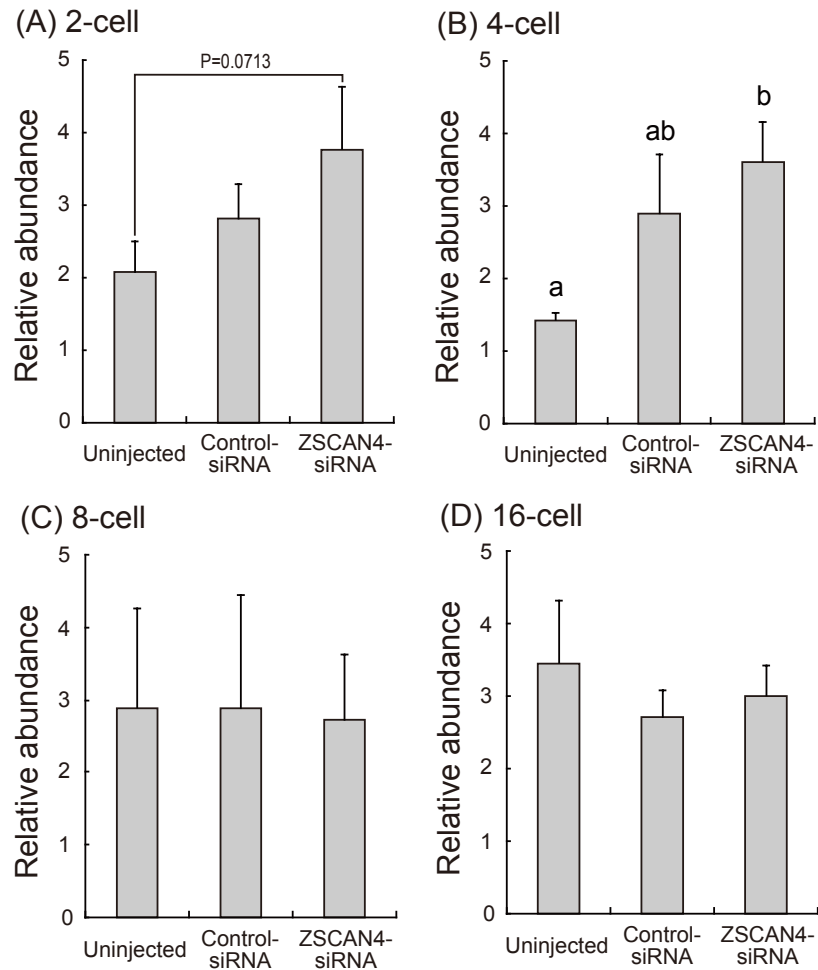 (A) 2-cell
Relative abundance
5
4
3
2
1
0
P=0.0713
Uninjected
Control-
siRNA
ZSCAN4-
siRNA
(B) 4-cell
Relative abundance
5
4
3
2
1
0
a
ab
b
Uninjected
Control-
siRNA
ZSCAN4-
siRNA
(C) 8-cell
Relative abundance
5
4
3
2
1
0
Uninjected
Control-
siRNA
ZSCAN4-
siRNA
(D) 16-cell
Relative abundance
5
4
3
2
1
0
Uninjected
Control-
siRNA
ZSCAN4-
siRNA